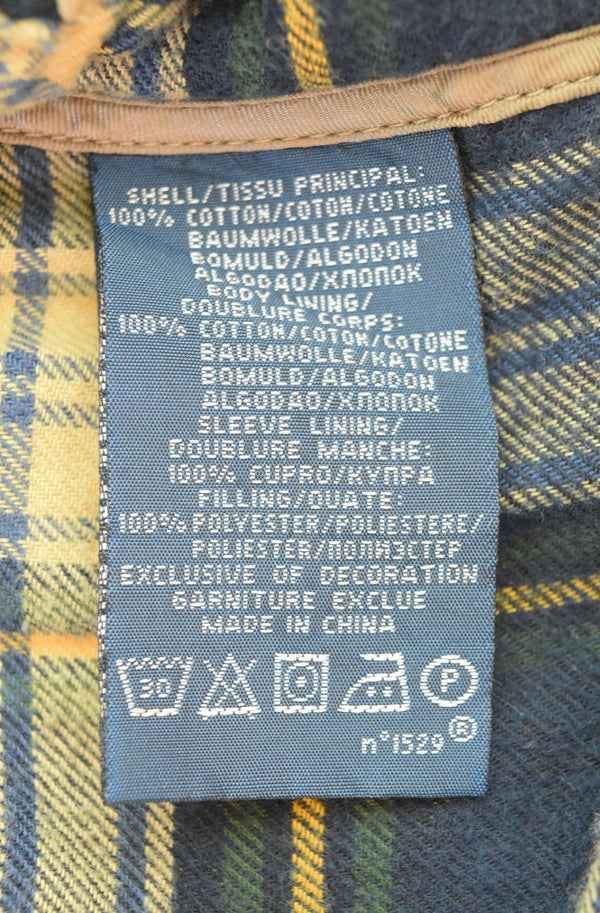 SHELL/TISSU PRINCIPAL:
100% COTTON/COTON/COTONE
BAUMWOLLE/KATOEN
BOMULD/ALGODON
ALGODAO/ХЛОПОК
BODY LINING/
DOUBLURE CORPS:
100% COTTON/COTON/COTONE
BAUMWOLLE/KATOEN
BOMULD/ALGODON
ALGODAO/ХЛОПОК
SLEEVE LINING/
DOUBLURE MANCHE:
100% CUPRO/КУПРА
FILLING/OUATE:
100% POLYESTER/POLIESTERE/
POLIESTER/ПОЛИЭСТЕР
EXCLUSIVE OF DECORATION
GARNITURE EXCLUE
MADE IN CHINA
30 P
n°1529®